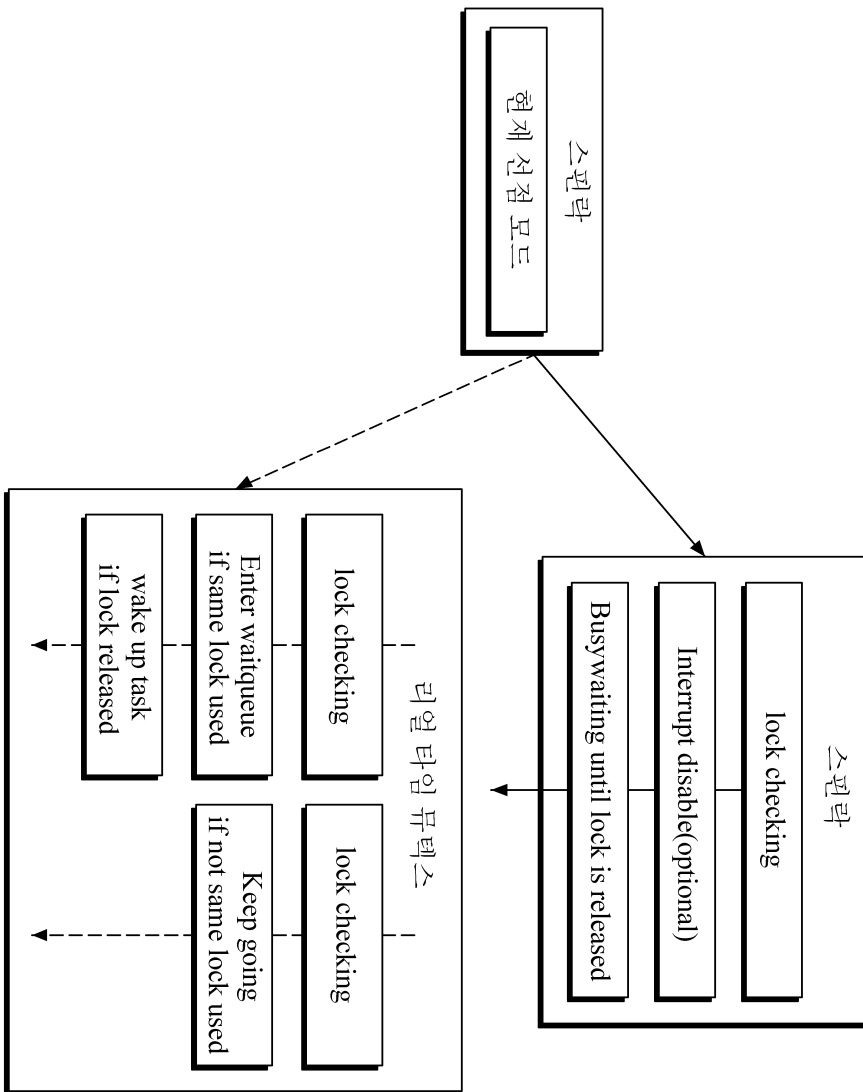 스핀락
현재 선점 모드
스핀락
lock checking
Interrupt disable(optional)
Busywaiting until lock is released
리얼 타임 뮤텍스
lock checking
Enter waitqueue
if same lock used
wake up task
if lock released
lock checking
Keep going
if not same lock used